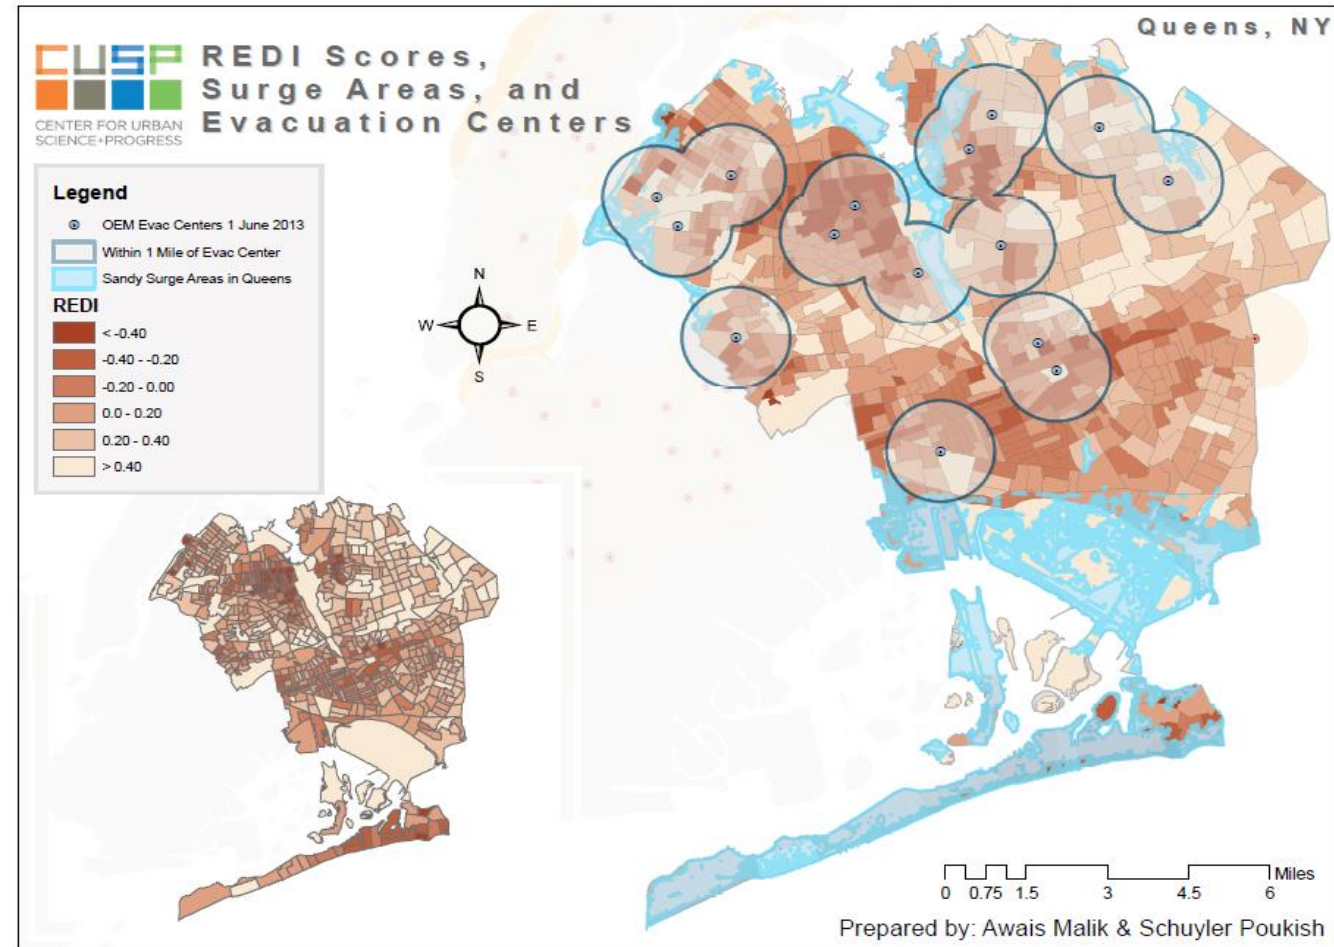 Queens, NY
CUSP
CENTER FOR URBAN
SCIENCE+PROGRESS
REDI Scores,
Surge Areas, and
Evacuation Centers
Legend
OEM Evac Centers 1 June 2013
Within 1 Mile of Evac Center
Sandy Surge Areas in Queens
REDI
< -0.40
-0.40 - -0.20
-0.20 - 0.00
0.0 - 0.20
0.20 - 0.40
> 0.40
N
W
E
S
Miles
0 0.75 1.5 3 4.5 6
Prepared by: Awais Malik & Schuyler Poukish